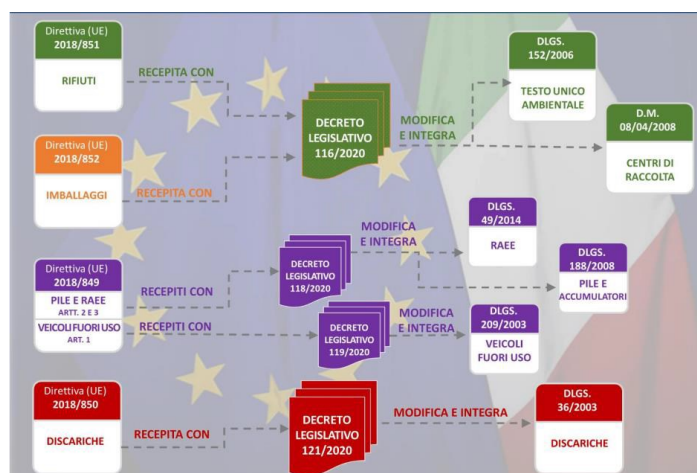 Direttiva (UE)
2018/851
RIFIUTI
RECEPITA CON
Direttiva (UE)
2018/852
IMBALLAGGI
RECEPITA CON
DECRETO
LEGISLATIVO
116/2020
MODIFICA
E INTEGRA
DLGS.
152/2006
TESTO UNICO
AMBIENTALE
D.M.
08/04/2008
CENTRI DI
RACCOLTA
Direttiva (UE)
2018/849
PILE E RAEE
ARTT. 2 E 3
VEICOLI FUORI USO
ART. 1
RECEPITI CON
RECEPITI CON
DECRETO
LEGISLATIVO
118/2020
MODIFICA
E INTEGRA
DLGS.
49/2014
RAEE
DLGS.
188/2008
PILE E
ACCUMULATORI
DECRETO
LEGISLATIVO
119/2020
MODIFICA
E INTEGRA
DLGS.
209/2003
VEICOLI
FUORI USO
Direttiva (UE)
2018/850
DISCARICHE
RECEPITA CON
DECRETO
LEGISLATIVO
121/2020
MODIFICA E INTEGRA
DLGS.
36/2003
DISCARICHE